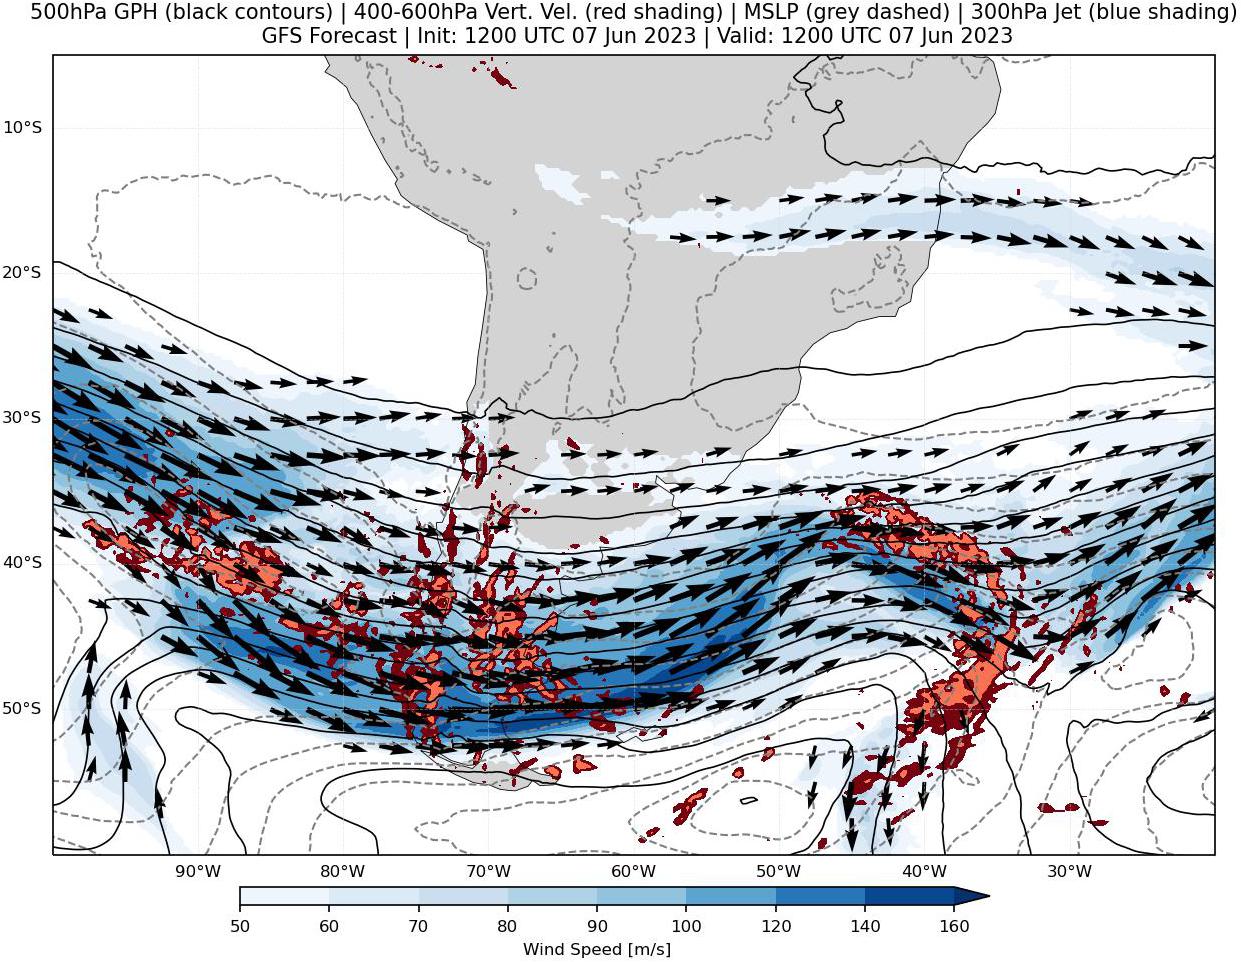 500hPa GPH (black contours) | 400-600hPa Vert. Vel. (red shading) | MSLP (grey dashed) | 300hPa Jet (blue shading)
GFS Forecast | Init: 1200 UTC 07 Jun 2023 | Valid: 1200 UTC 07 Jun 2023
10°S
20°S
30°S
40°S
50°S
90°W 80°W 70°W 60°W 50°W 40°W 30°W
50 60 70 80 90 100 120 140 160
Wind Speed [m/s]